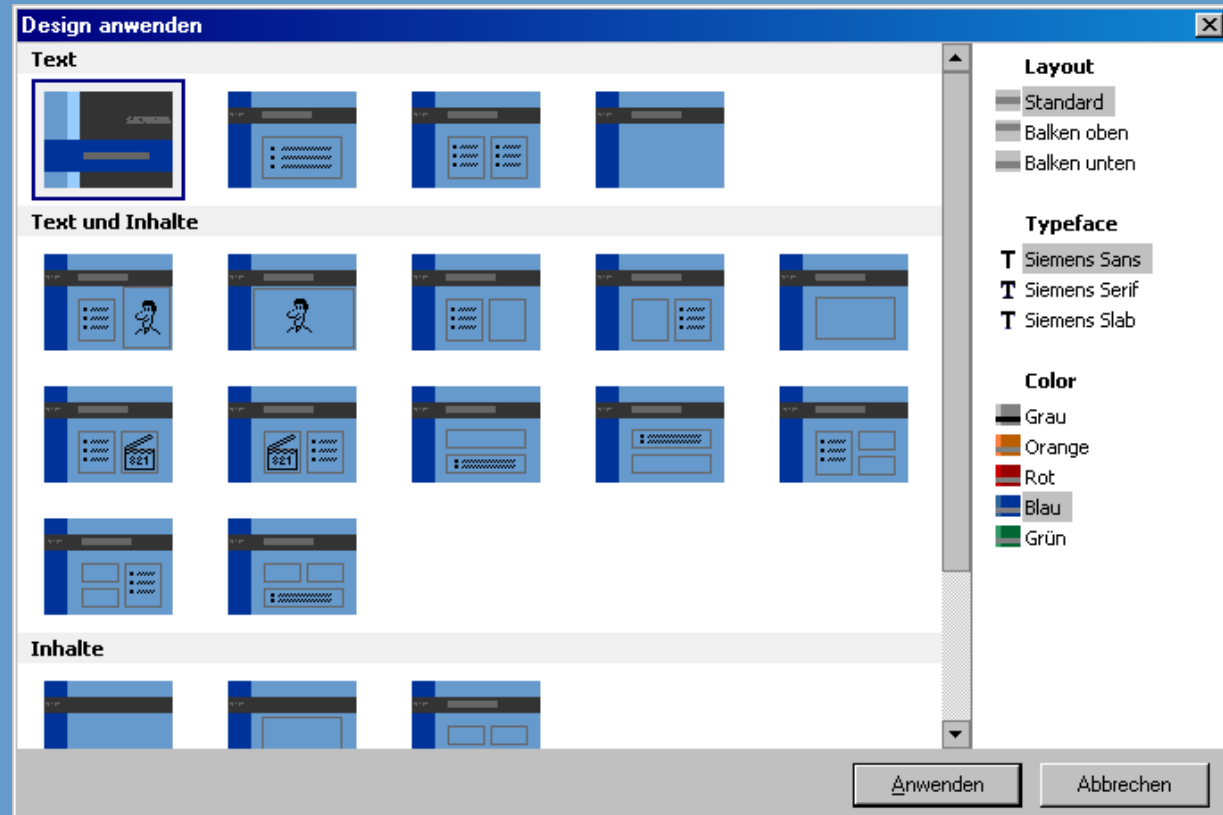 Design anwenden
Text
Text und Inhalte
Inhalte
Layout
Standard
Balken oben
Balken unten
Typeface
T Siemens Sans
T Siemens Serif
T Siemens Slab
Color
Grau
Orange
Rot
Blau
Grün
Anwenden
Abbrechen